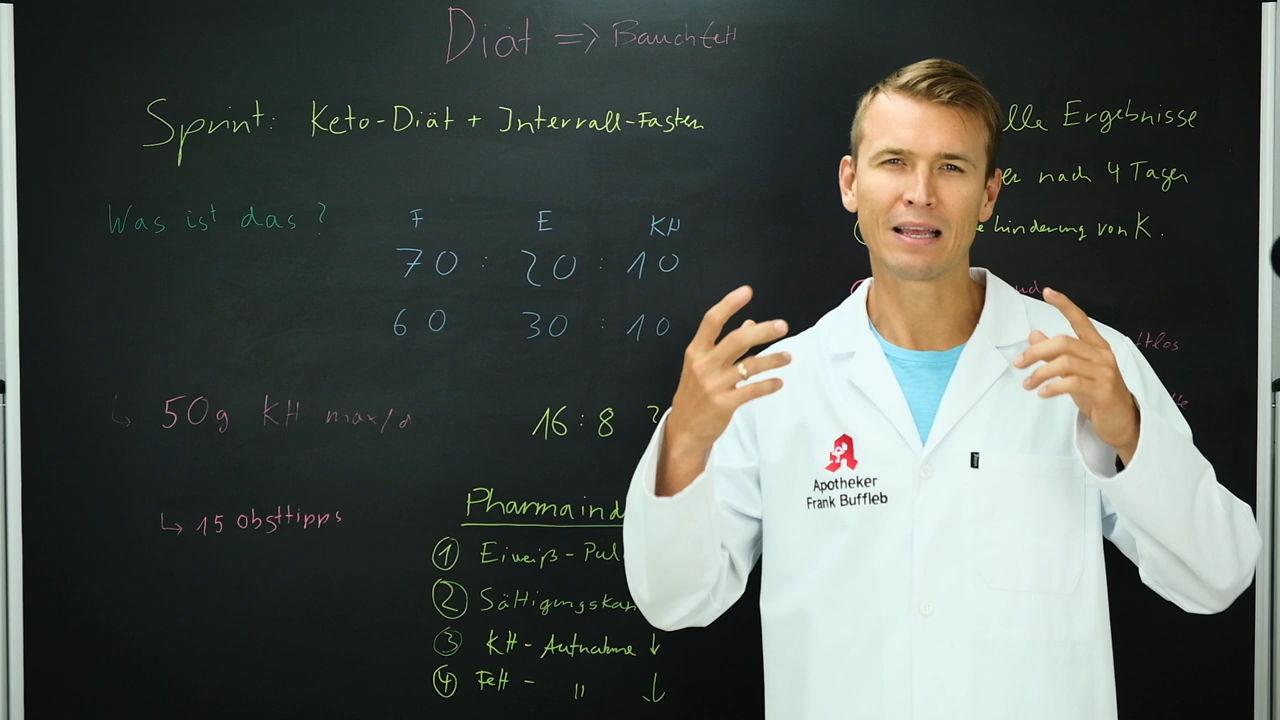 Diät => Bauchfett
Sprint: Keto-Diät + Intervall-Fasten
Was ist das?
F E KH
70 : 20 : 10
60 30 : 10
↳ 50g KH max/d
16:8 ?
↳ 15 Obsttipps
Pharmaind
① Eiweiß-Pul
② Sättigungskan
③ KH-Aufnahme ↓
④ Fett - " ↓
lle Ergebnisse
er nach 4 Tagen
hinderung von K.
Apotheker
Frank Buffleb